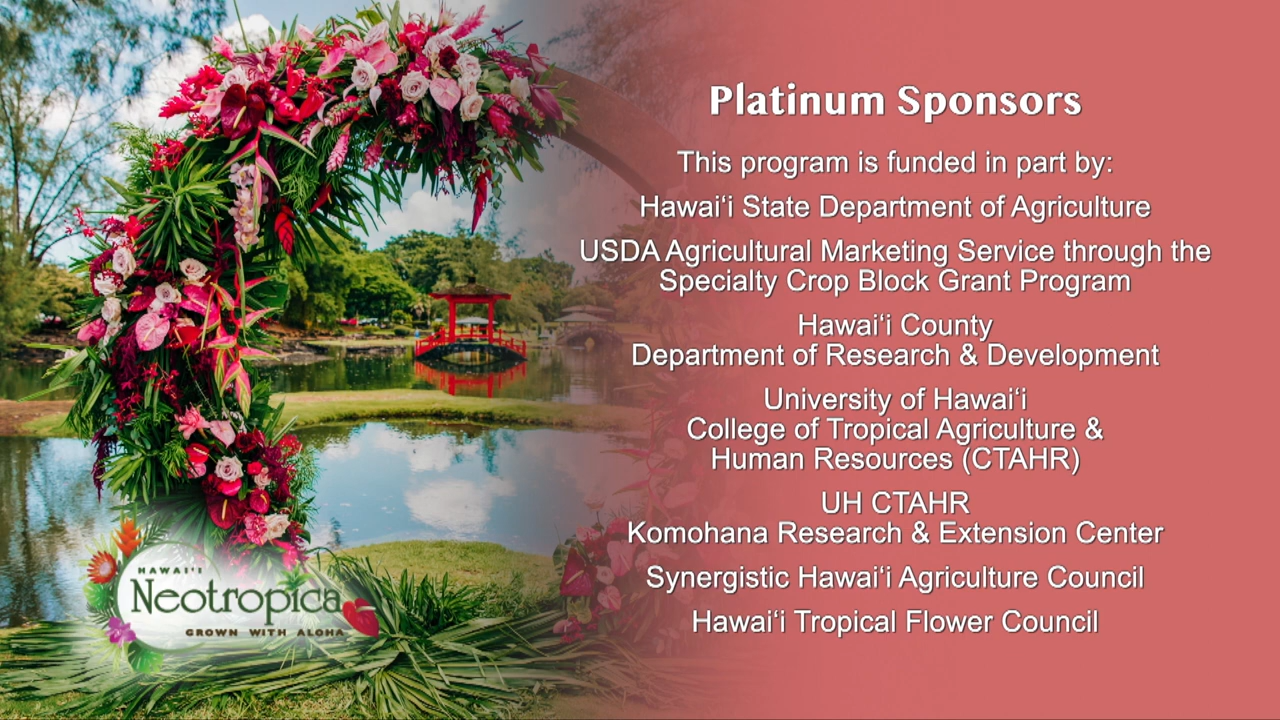 Platinum Sponsors
This program is funded in part by:
Hawaiʻi State Department of Agriculture
USDA Agricultural Marketing Service through the
Specialty Crop Block Grant Program
Hawaiʻi County
Department of Research & Development
University of Hawaiʻi
College of Tropical Agriculture &
Human Resources (CTAHR)
UH CTAHR
Komohana Research & Extension Center
Synergistic Hawaiʻi Agriculture Council
Hawaiʻi Tropical Flower Council
HAWAI'I
Neotropica
GROWN WITH ALOHA